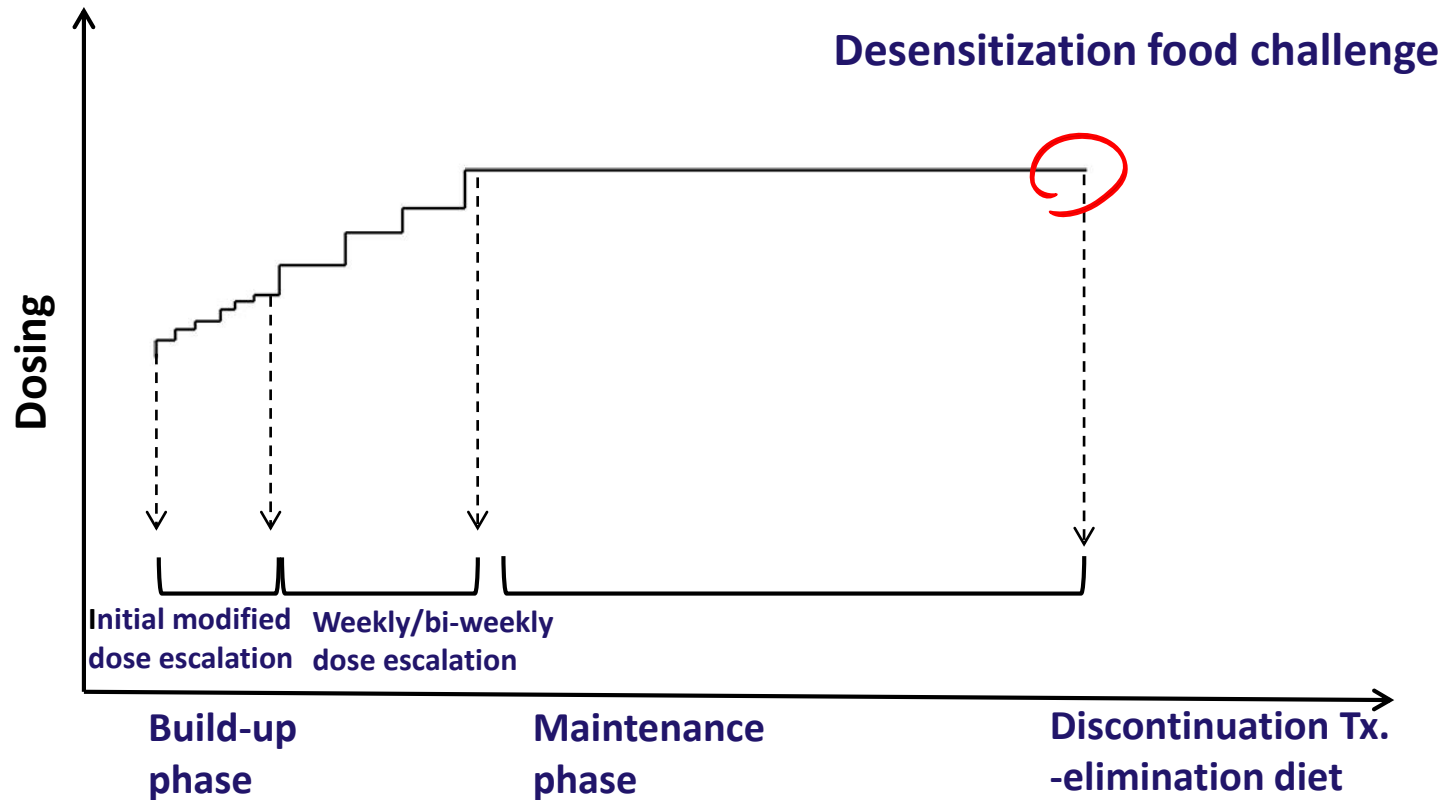 Desensitization food challenge
Dosing
Initial modified
dose escalation
Weekly/bi-weekly
dose escalation
Build-up
phase
Maintenance
phase
Discontinuation Tx.
-elimination diet